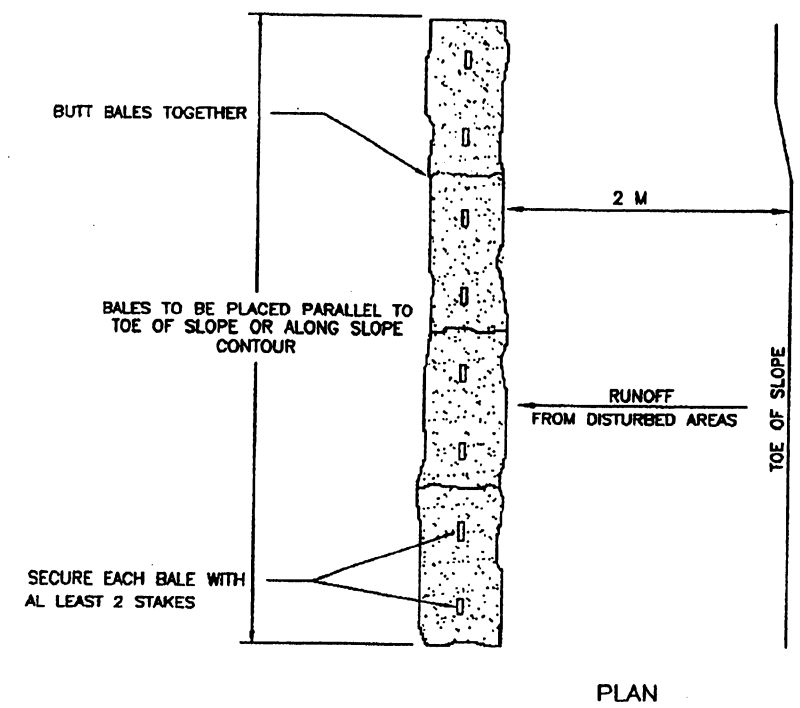 BUTT BALES TOGETHER
2 M
BALES TO BE PLACED PARALLEL TO
TOE OF SLOPE OR ALONG SLOPE
CONTOUR
TOE OF SLOPE
RUNOFF
FROM DISTURBED AREAS
SECURE EACH BALE WITH
AL LEAST 2 STAKES
PLAN